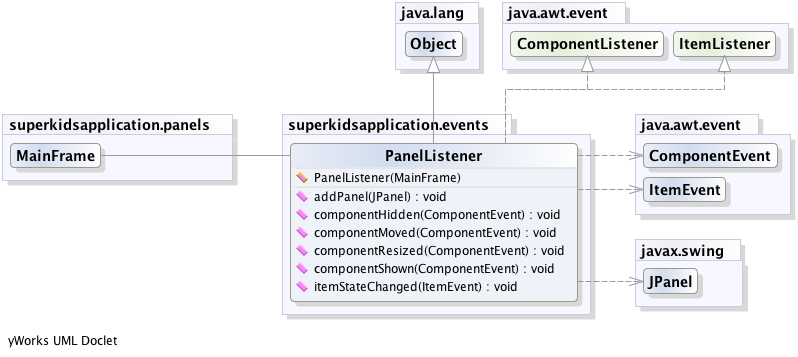 java.lang
Object
java.awt.event
ComponentListener
ItemListener
superkidsapplication.panels
MainFrame
superkidsapplication.events
PanelListener
PanelListener(MainFrame)
addPanel(JPanel) : void
componentHidden(ComponentEvent) : void
componentMoved(ComponentEvent) : void
componentResized(ComponentEvent) : void
componentShown(ComponentEvent) : void
itemStateChanged(ItemEvent) : void
java.awt.event
ComponentEvent
ItemEvent
javax.swing
JPanel
yWorks UML Doclet